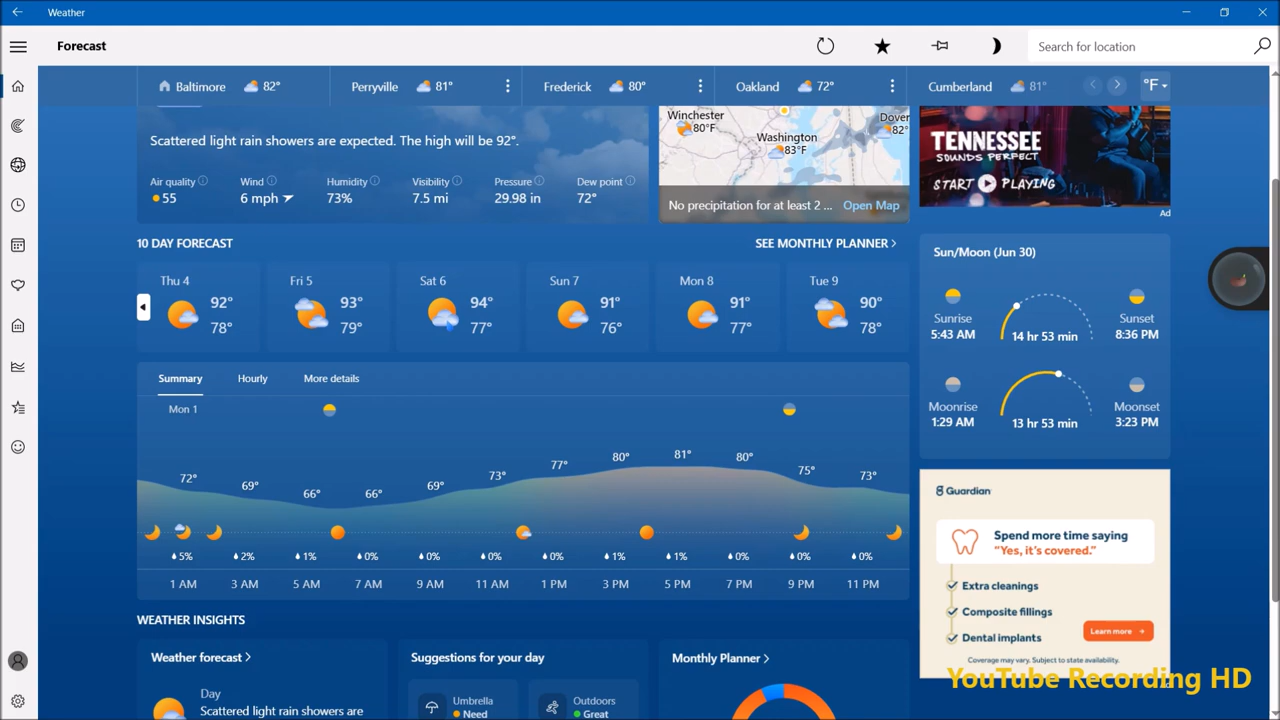 Weather
Forecast
Search for location
Baltimore 82°
Perryville 81°
Frederick 80°
Oakland 72°
Cumberland 81°
°F
Scattered light rain showers are expected. The high will be 92°.
Air quality
55
Wind
6 mph
Humidity
73%
Visibility
7.5 mi
Pressure
29.98 in
Dew point
72°
Winchester
80°F
Washington
83°F
Dover
82°
No precipitation for at least 2 ... Open Map
TENNESSEE
SOUNDS PERFECT
START PLAYING
Ad
10 DAY FORECAST
SEE MONTHLY PLANNER >
Thu 4
92°
78°
Fri 5
93°
79°
Sat 6
94°
77°
Sun 7
91°
76°
Mon 8
91°
77°
Tue 9
90°
78°
Sun/Moon (Jun 30)
Sunrise
5:43 AM
14 hr 53 min
Sunset
8:36 PM
Moonrise
1:29 AM
13 hr 53 min
Moonset
3:23 PM
Summary Hourly More details
Mon 1
72° 69° 66° 66° 69° 73° 77° 80° 81° 80° 75° 73°
5% 2% 1% 0% 0% 0% 0% 1% 1% 0% 0% 0%
1 AM 3 AM 5 AM 7 AM 9 AM 11 AM 1 PM 3 PM 5 PM 7 PM 9 PM 11 PM
Guardian
Spend more time saying
"Yes, it's covered."
Extra cleanings
Composite fillings
Dental implants
Learn more →
Coverage may vary. Subject to state availability.
YouTube Recording HD
WEATHER INSIGHTS
Weather forecast >
Day
Scattered light rain showers are
Suggestions for your day
Umbrella
Need
Outdoors
Great
Monthly Planner >